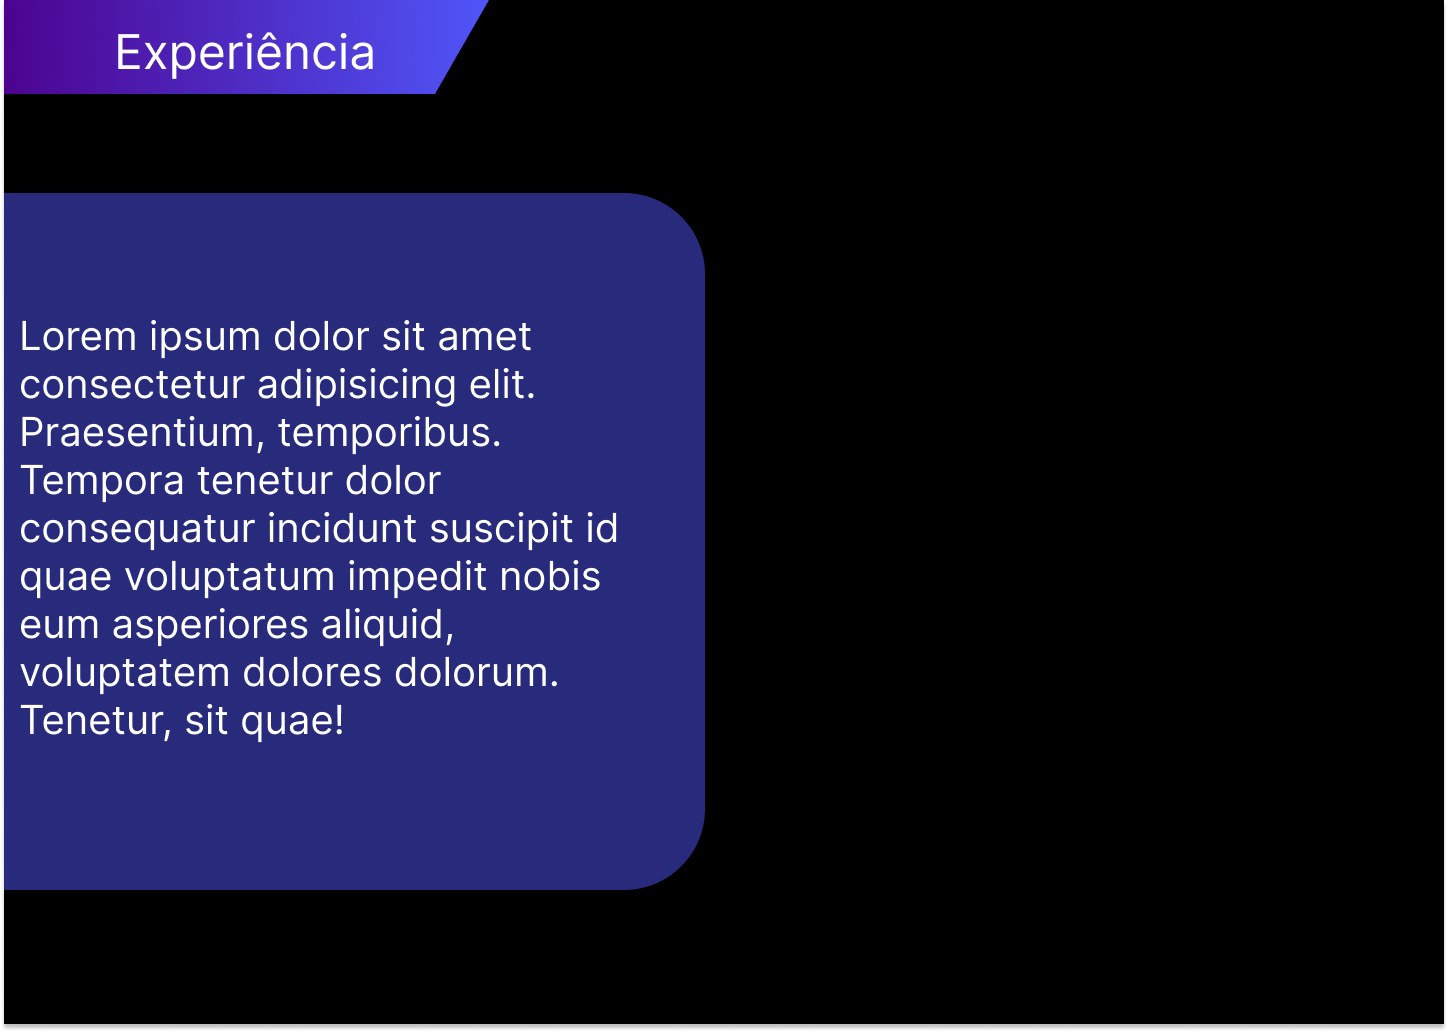 Experiência
Lorem ipsum dolor sit amet
consectetur adipisicing elit.
Praesentium, temporibus.
Tempora tenetur dolor
consequatur incidunt suscipit id
quae voluptatum impedit nobis
eum asperiores aliquid,
voluptatem dolores dolorum.
Tenetur, sit quae!